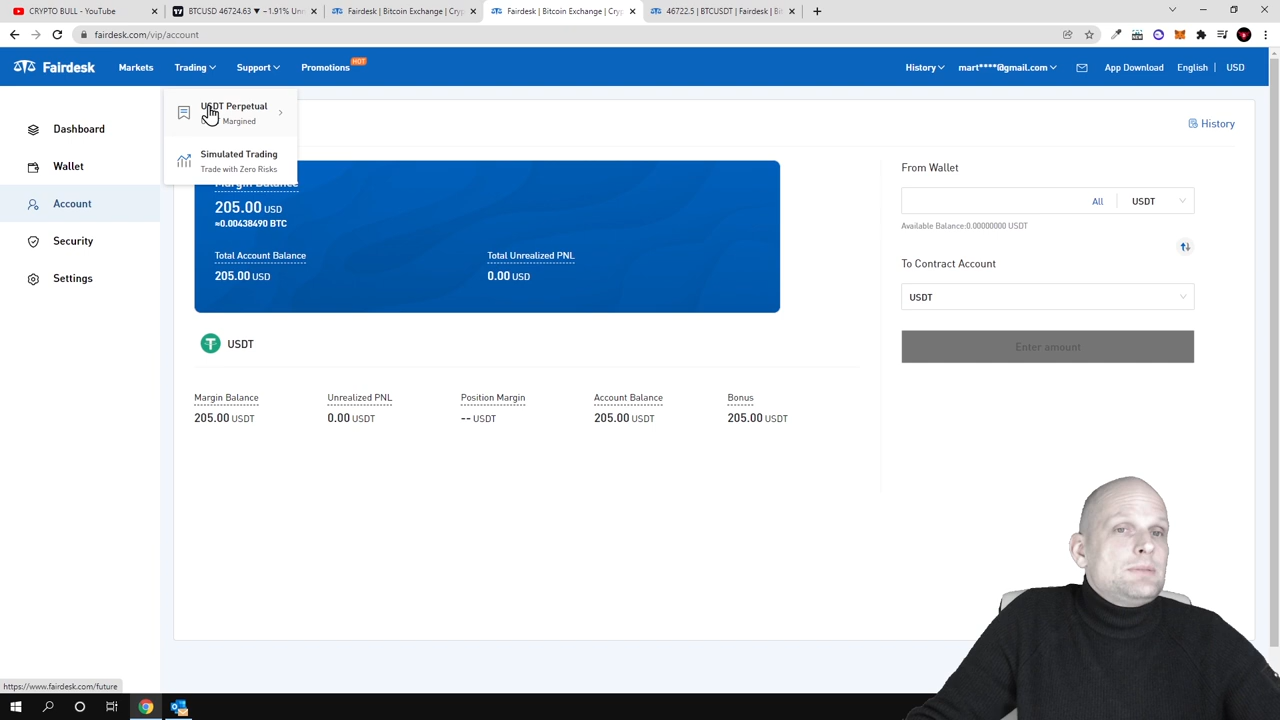 CRYPTO BULL - YouTube
BTCUSD 46724.63 ▼ −1.91% Un
Fairdesk | Bitcoin Exchange | Cryp
Fairdesk | Bitcoin Exchange | Cryp
46722.5 | BTCUSDT | Fairdesk | Bit
fairdesk.com/vip/account
Fairdesk
Markets
Trading
Support
Promotions
HOT
History
mart****@gmail.com
App Download
English
USD
Dashboard
Wallet
Account
Security
Settings
USDT Perpetual
Margined
Simulated Trading
Trade with Zero Risks
History
Margin Balance
205.00 USD
≈0.00438490 BTC
Total Account Balance
205.00 USD
Total Unrealized PNL
0.00 USD
USDT
Margin Balance
205.00 USDT
Unrealized PNL
0.00 USDT
Position Margin
-- USDT
Account Balance
205.00 USDT
Bonus
205.00 USDT
From Wallet
All
USDT
Available Balance:0.00000000 USDT
To Contract Account
USDT
Enter amount
https://www.fairdesk.com/future